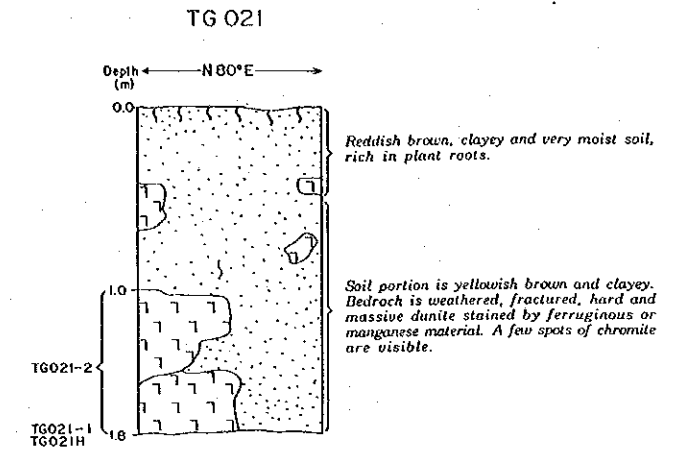 TG 021
Depth
(m)
N 80°E
0.0
Reddish brown, clayey and very moist soil,
rich in plant roots.
1.0
Soil portion is yellowish brown and clayey.
Bedroch is weathered, fractured, hard and
massive dunite stained by ferruginous or
manganese material. A few spots of chromite
are visible.
TG021-2
TG021-1
TG021H
1.8